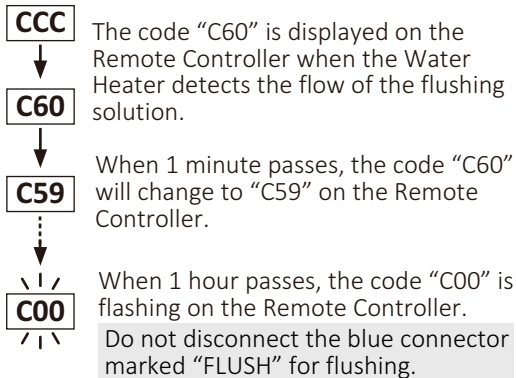 CCC
The code “C60” is displayed on the
Remote Controller when the Water
Heater detects the flow of the flushing
solution.
C60
When 1 minute passes, the code “C60”
will change to “C59” on the Remote
Controller.
C59
When 1 hour passes, the code “C00” is
flashing on the Remote Controller.
C00
Do not disconnect the blue connector
marked “FLUSH” for flushing.